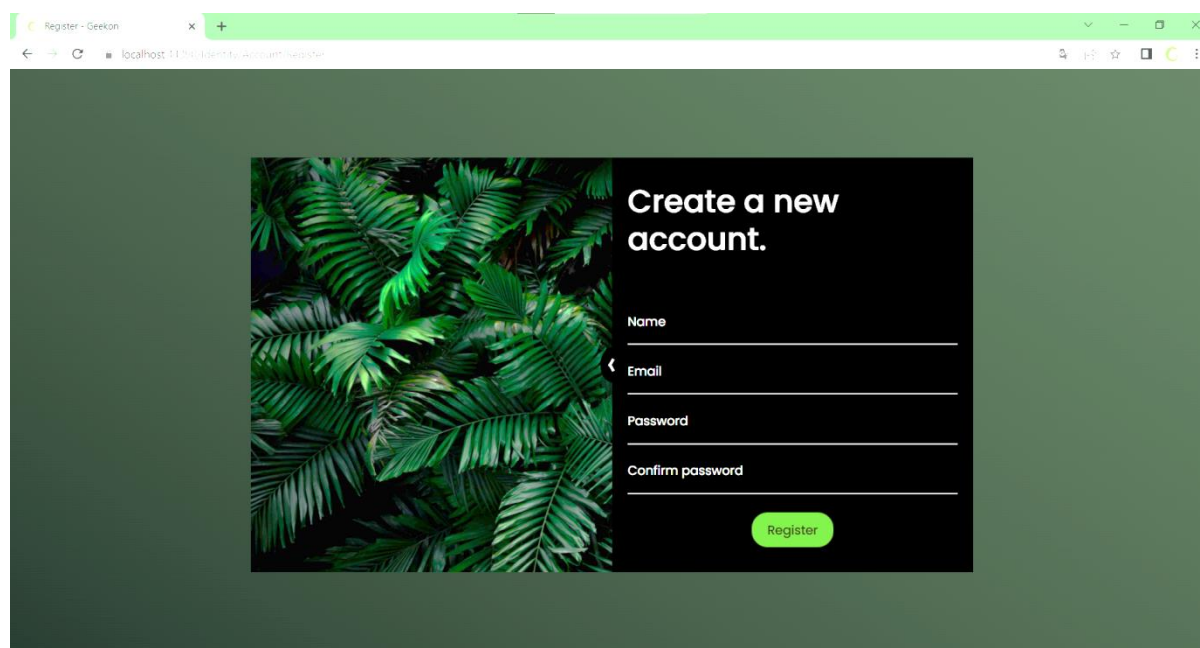 Register - Geekon
localhost
Create a new
account.
Name
Email
Password
Confirm password
Register